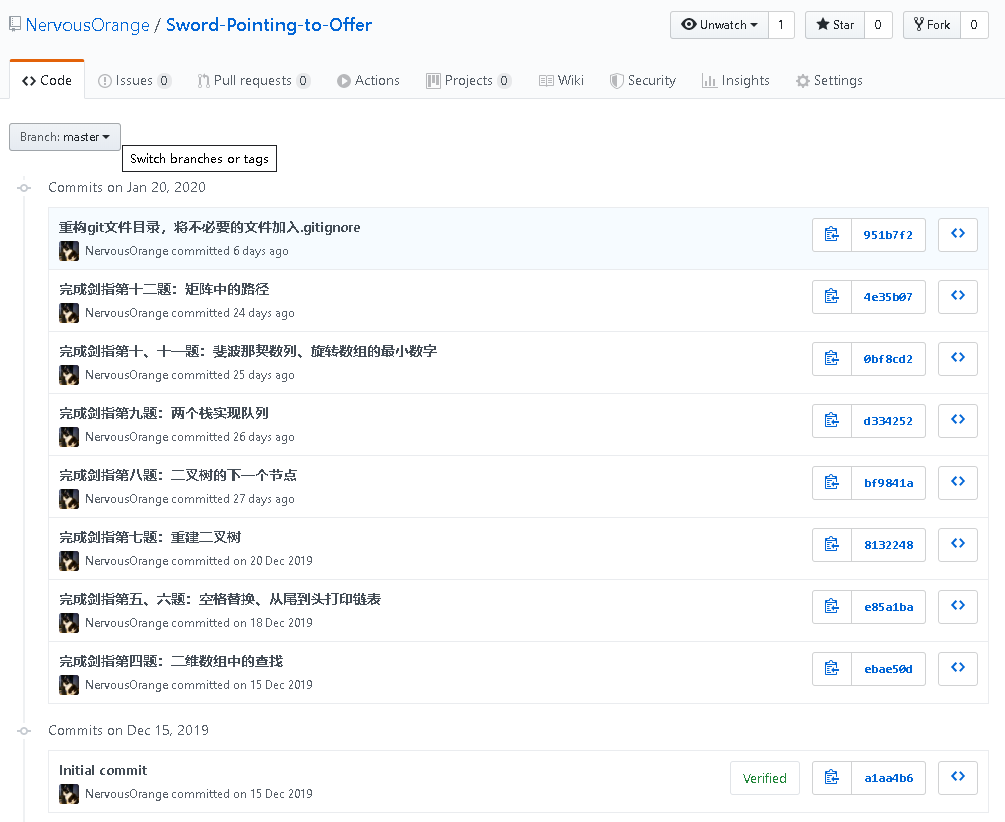 NervousOrange / Sword-Pointing-to-Offer
Unwatch 1 Star 0 Fork 0
Code Issues 0 Pull requests 0 Actions Projects 0 Wiki Security Insights Settings
Branch: master
Switch branches or tags
Commits on Jan 20, 2020
重构git文件目录，将不必要的文件加入.gitignore
NervousOrange committed 6 days ago
951b7f2
完成剑指第十二题：矩阵中的路径
NervousOrange committed 24 days ago
4e35b07
完成剑指第十、十一题：斐波那契数列、旋转数组的最小数字
NervousOrange committed 25 days ago
0bf8cd2
完成剑指第九题：两个栈实现队列
NervousOrange committed 26 days ago
d334252
完成剑指第八题：二叉树的下一个节点
NervousOrange committed 27 days ago
bf9841a
完成剑指第七题：重建二叉树
NervousOrange committed on 20 Dec 2019
8132248
完成剑指第五、六题：空格替换、从尾到头打印链表
NervousOrange committed on 18 Dec 2019
e85a1ba
完成剑指第四题：二维数组中的查找
NervousOrange committed on 15 Dec 2019
ebae50d
Commits on Dec 15, 2019
Initial commit
NervousOrange committed on 15 Dec 2019
Verified a1aa4b6